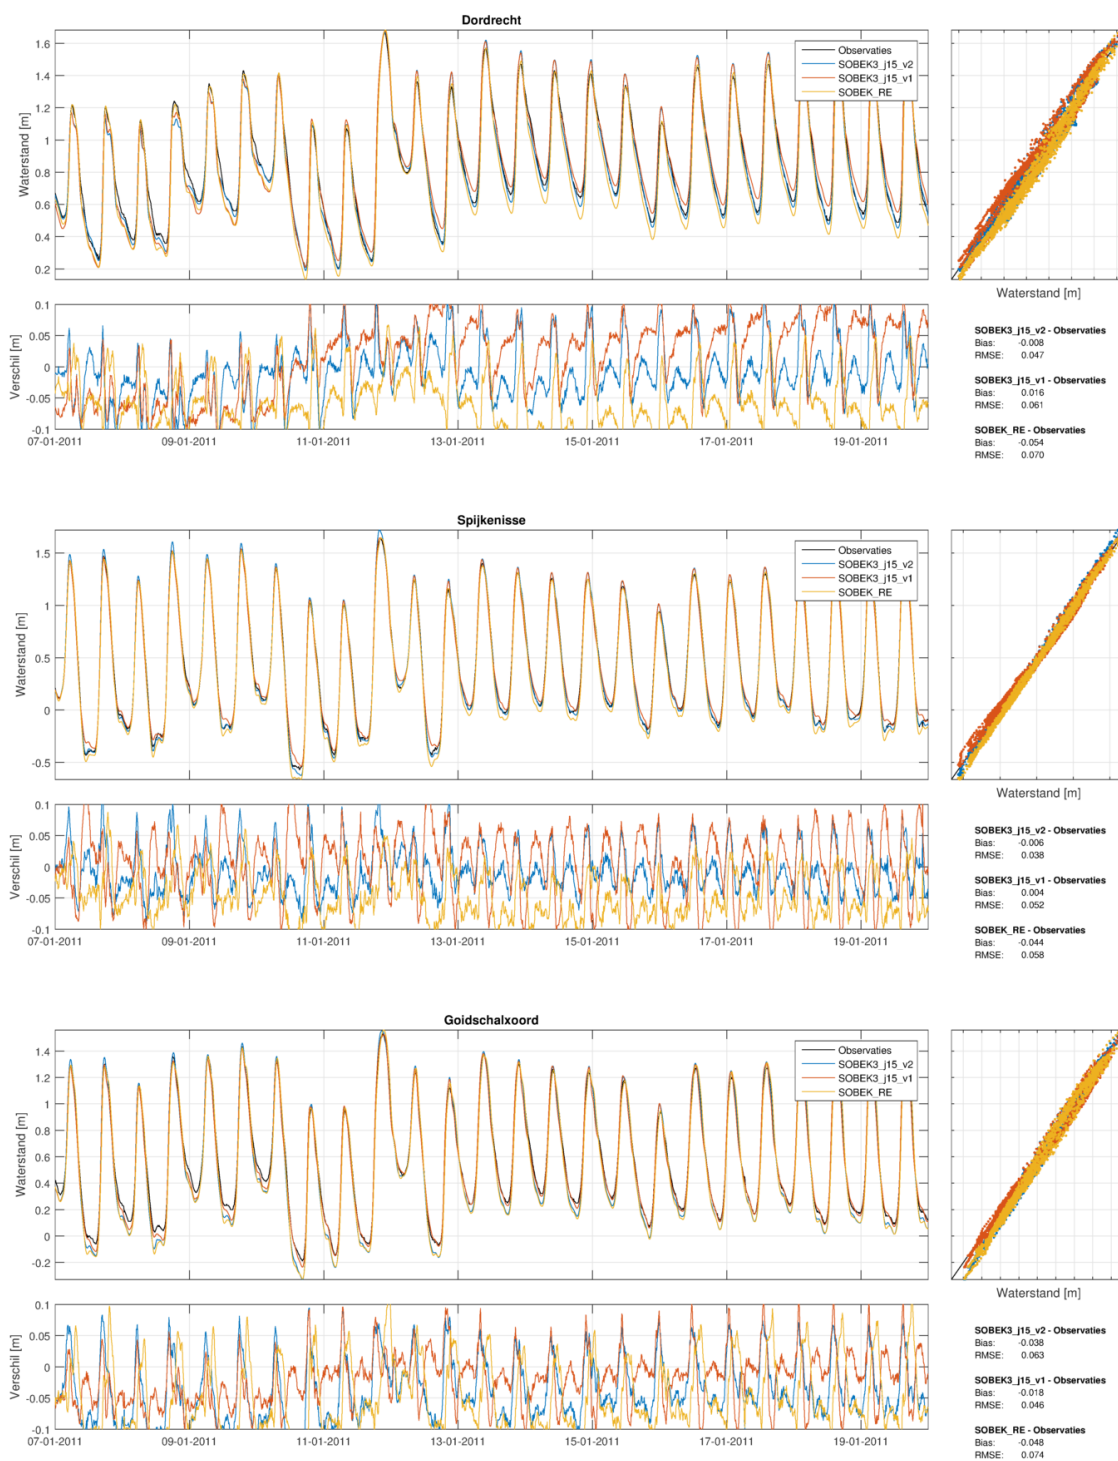 Dordrecht
Waterstand [m]
1.6
1.4
1.2
1
0.8
0.6
0.4
0.2
Observaties
SOBEK3_j15_v2
SOBEK3_j15_v1
SOBEK_RE
Waterstand [m]
Verschil [m]
0.1
0.05
0
-0.05
-0.1
07-01-2011 09-01-2011 11-01-2011 13-01-2011 15-01-2011 17-01-2011 19-01-2011
SOBEK3_j15_v2 - Observaties
Bias: -0.008
RMSE: 0.047
SOBEK3_j15_v1 - Observaties
Bias: 0.016
RMSE: 0.061
SOBEK_RE - Observaties
Bias: -0.054
RMSE: 0.070
Spijkenisse
Waterstand [m]
1.5
1
0.5
0
-0.5
Observaties
SOBEK3_j15_v2
SOBEK3_j15_v1
SOBEK_RE
Waterstand [m]
Verschil [m]
0.1
0.05
0
-0.05
-0.1
07-01-2011 09-01-2011 11-01-2011 13-01-2011 15-01-2011 17-01-2011 19-01-2011
SOBEK3_j15_v2 - Observaties
Bias: -0.006
RMSE: 0.038
SOBEK3_j15_v1 - Observaties
Bias: 0.004
RMSE: 0.052
SOBEK_RE - Observaties
Bias: -0.044
RMSE: 0.058
Goidschalxoord
Waterstand [m]
1.4
1.2
1
0.8
0.6
0.4
0.2
0
-0.2
Observaties
SOBEK3_j15_v2
SOBEK3_j15_v1
SOBEK_RE
Waterstand [m]
Verschil [m]
0.1
0.05
0
-0.05
-0.1
07-01-2011 09-01-2011 11-01-2011 13-01-2011 15-01-2011 17-01-2011 19-01-2011
SOBEK3_j15_v2 - Observaties
Bias: -0.038
RMSE: 0.063
SOBEK3_j15_v1 - Observaties
Bias: -0.018
RMSE: 0.046
SOBEK_RE - Observaties
Bias: -0.048
RMSE: 0.074